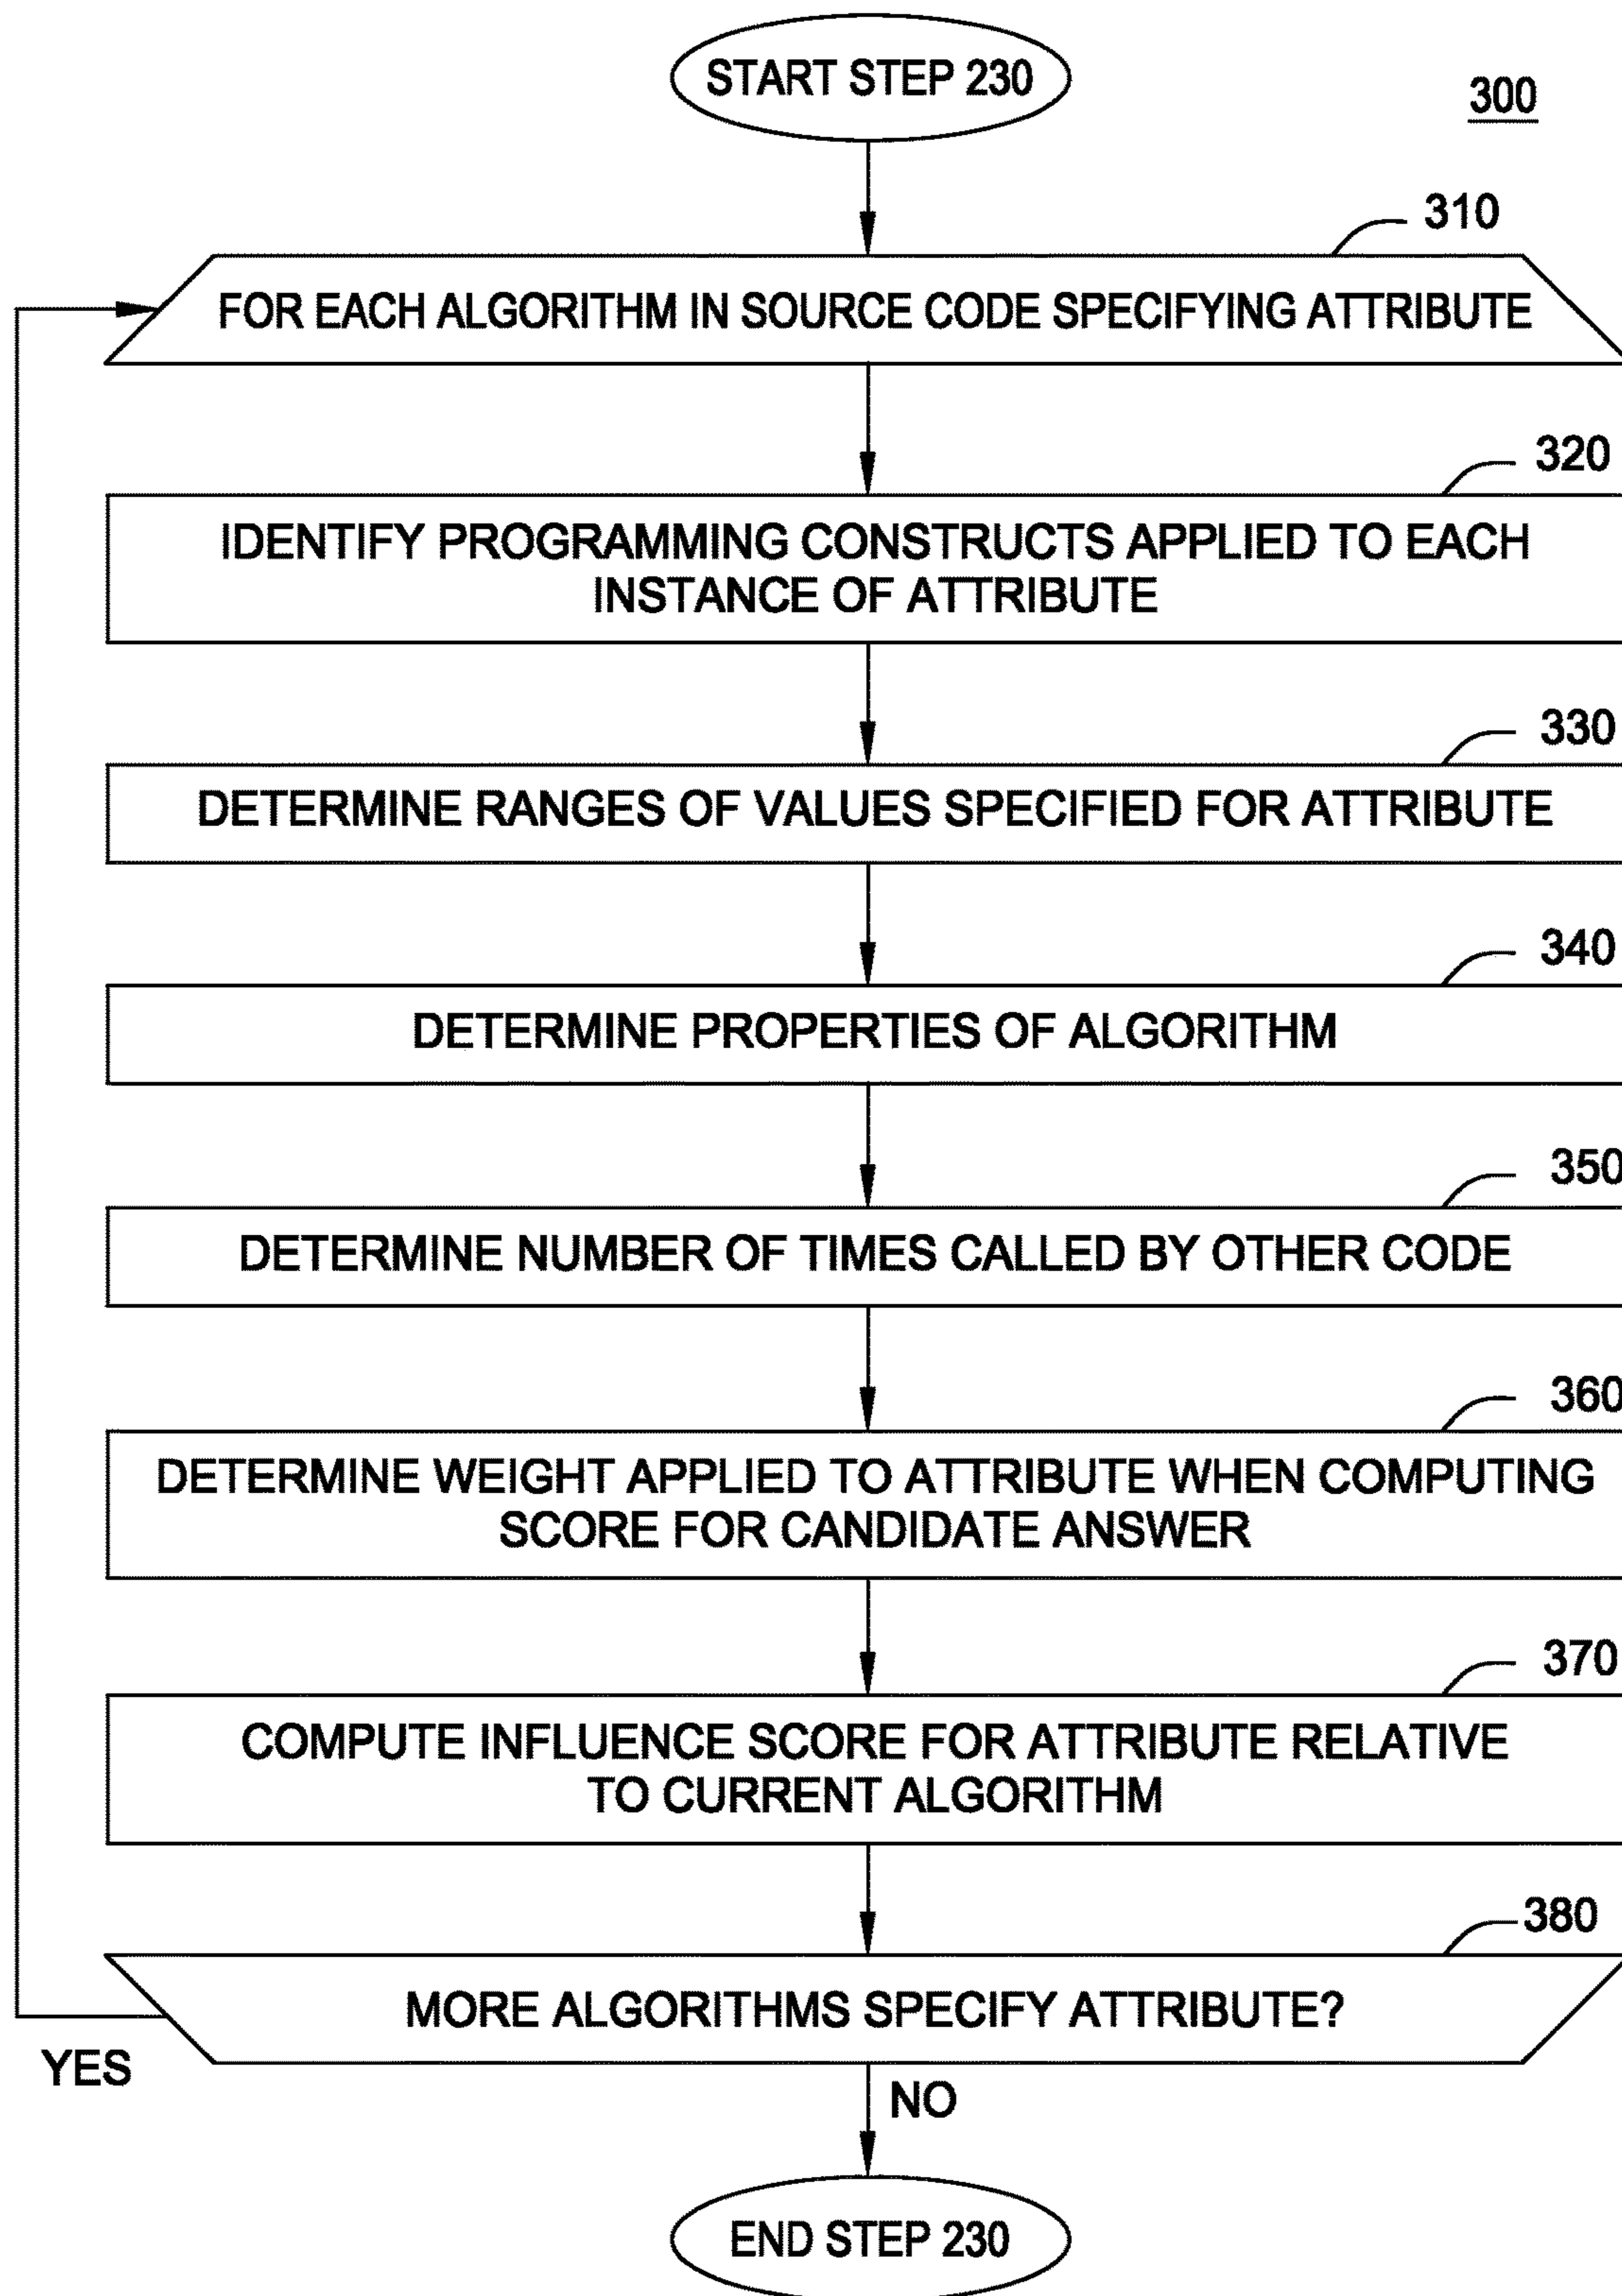 START STEP 230
300
310
FOR EACH ALGORITHM IN SOURCE CODE SPECIFYING ATTRIBUTE
320
IDENTIFY PROGRAMMING CONSTRUCTS APPLIED TO EACH
INSTANCE OF ATTRIBUTE
330
DETERMINE RANGES OF VALUES SPECIFIED FOR ATTRIBUTE
340
DETERMINE PROPERTIES OF ALGORITHM
350
DETERMINE NUMBER OF TIMES CALLED BY OTHER CODE
360
DETERMINE WEIGHT APPLIED TO ATTRIBUTE WHEN COMPUTING
SCORE FOR CANDIDATE ANSWER
370
COMPUTE INFLUENCE SCORE FOR ATTRIBUTE RELATIVE
TO CURRENT ALGORITHM
380
MORE ALGORITHMS SPECIFY ATTRIBUTE?
YES
NO
END STEP 230